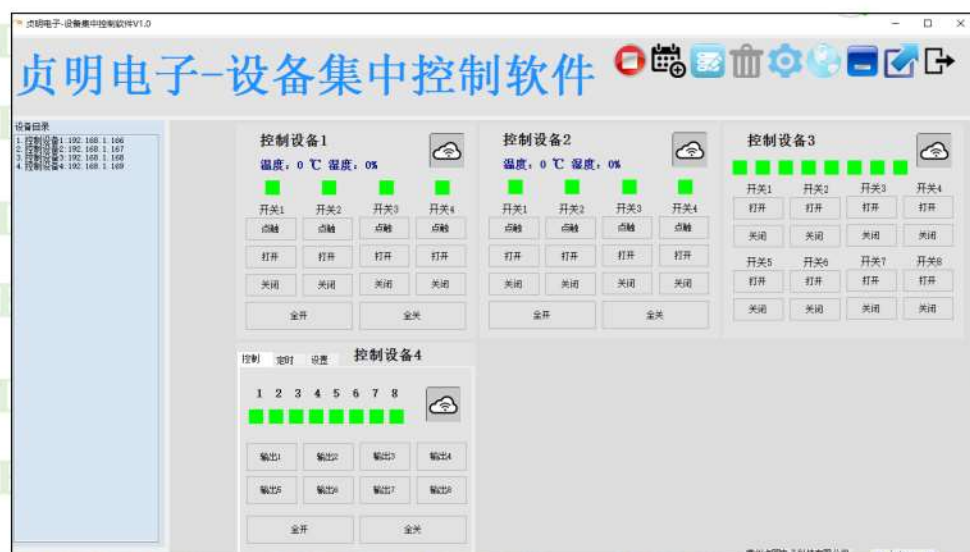 贞明电子-设备集中控制软件V1.0
贞明电子-设备集中控制软件
设备目录
1.控制设备1:192.168.1.166
2.控制设备2:192.168.1.167
3.控制设备3:192.168.1.168
4.控制设备4:192.168.1.169
控制设备1
温度：0 ℃ 湿度：0%
开关1 开关2 开关3 开关4
点触 点触 点触 点触
打开 打开 打开 打开
关闭 关闭 关闭 关闭
全开 全关
控制设备2
温度：0 ℃ 湿度：0%
开关1 开关2 开关3 开关4
点触 点触 点触 点触
打开 打开 打开 打开
关闭 关闭 关闭 关闭
全开 全关
控制设备3
开关1 开关2 开关3 开关4
打开 打开 打开 打开
关闭 关闭 关闭 关闭
开关5 开关6 开关7 开关8
打开 打开 打开 打开
关闭 关闭 关闭 关闭
控制 定时 设置 控制设备4
1 2 3 4 5 6 7 8
输出1 输出2 输出3 输出4
输出5 输出6 输出7 输出8
全开 全关